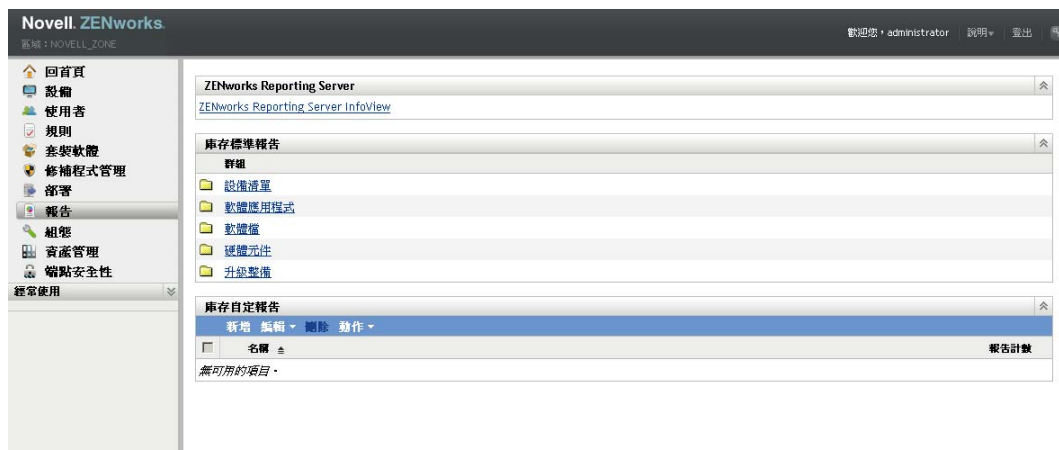 Novell. ZENworks.
區域：NOVELL_ZONE
歡迎您，administrator 說明 登出
回首頁
設備
使用者
規則
套裝軟體
修補程式管理
部署
報告
組態
資產管理
端點安全性
經常使用
ZENworks Reporting Server
ZENworks Reporting Server InfoView
庫存標準報告
群組
設備清單
軟體應用程式
軟體檔
硬體元件
升級整備
庫存自定報告
新增 編輯 刪除 動作
名稱 報告計數
無可用的項目。